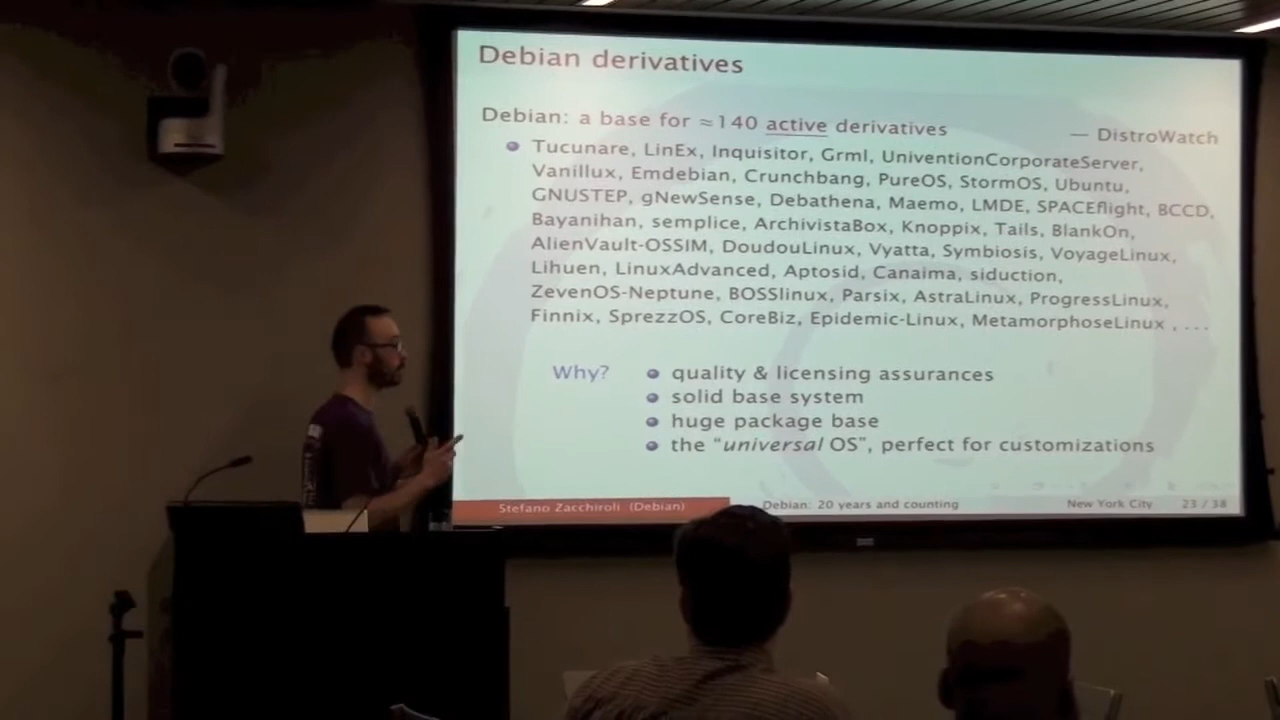 Debian derivatives
Debian: a base for ≈140 active derivatives
— DistroWatch
Tucunare, LinEx, Inquisitor, Grml, UniventionCorporateServer,
Vanillux, Emdebian, Crunchbang, PureOS, StormOS, Ubuntu,
GNUSTEP, gNewSense, Debathena, Maemo, LMDE, SPACEflight, BCCD,
Bayanihan, semplice, ArchivistaBox, Knoppix, Tails, BlankOn,
AlienVault-OSSIM, DoudouLinux, Vyatta, Symbiosis, VoyageLinux,
Lihuen, LinuxAdvanced, Aptosid, Canaima, siduction,
ZevenOS-Neptune, BOSSlinux, Parsix, AstraLinux, ProgressLinux,
Finnix, SprezzOS, CoreBiz, Epidemic-Linux, MetamorphoseLinux , ...
Why?
quality & licensing assurances
solid base system
huge package base
the “universal OS”, perfect for customizations
Stefano Zacchiroli (Debian)
Debian: 20 years and counting
New York City
23 / 38